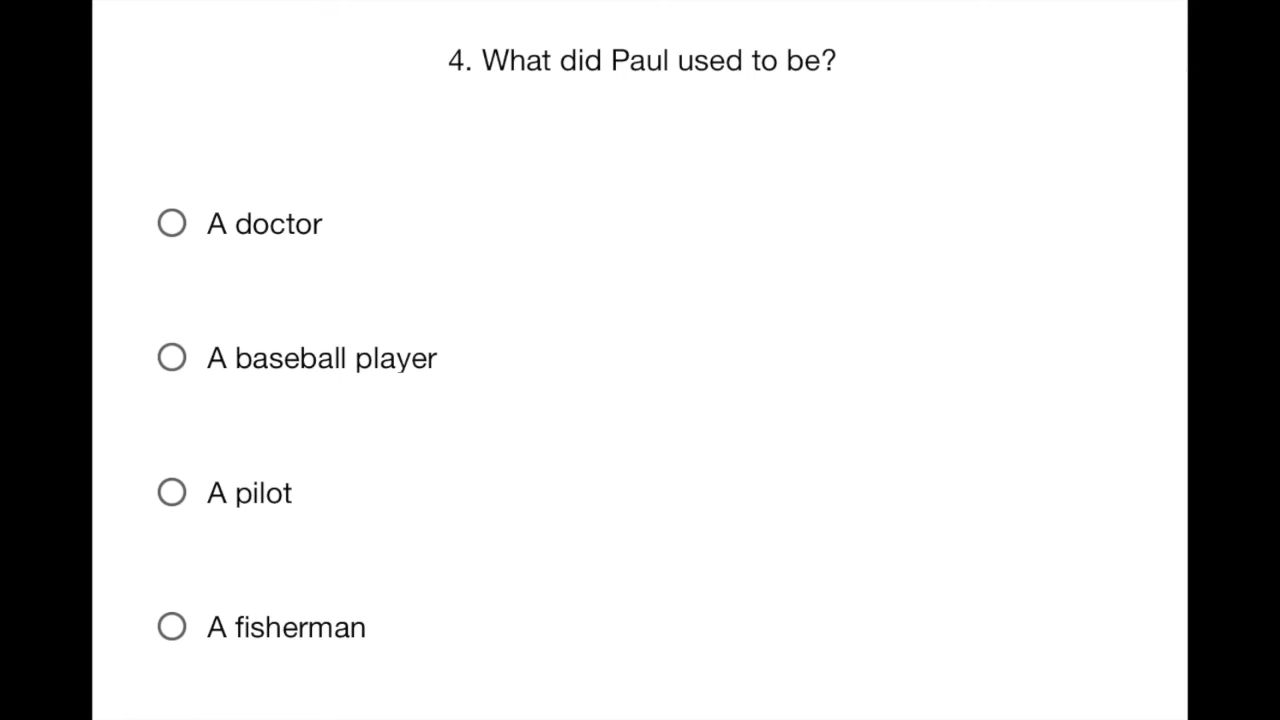 4. What did Paul used to be?
A doctor
A baseball player
A pilot
A fisherman